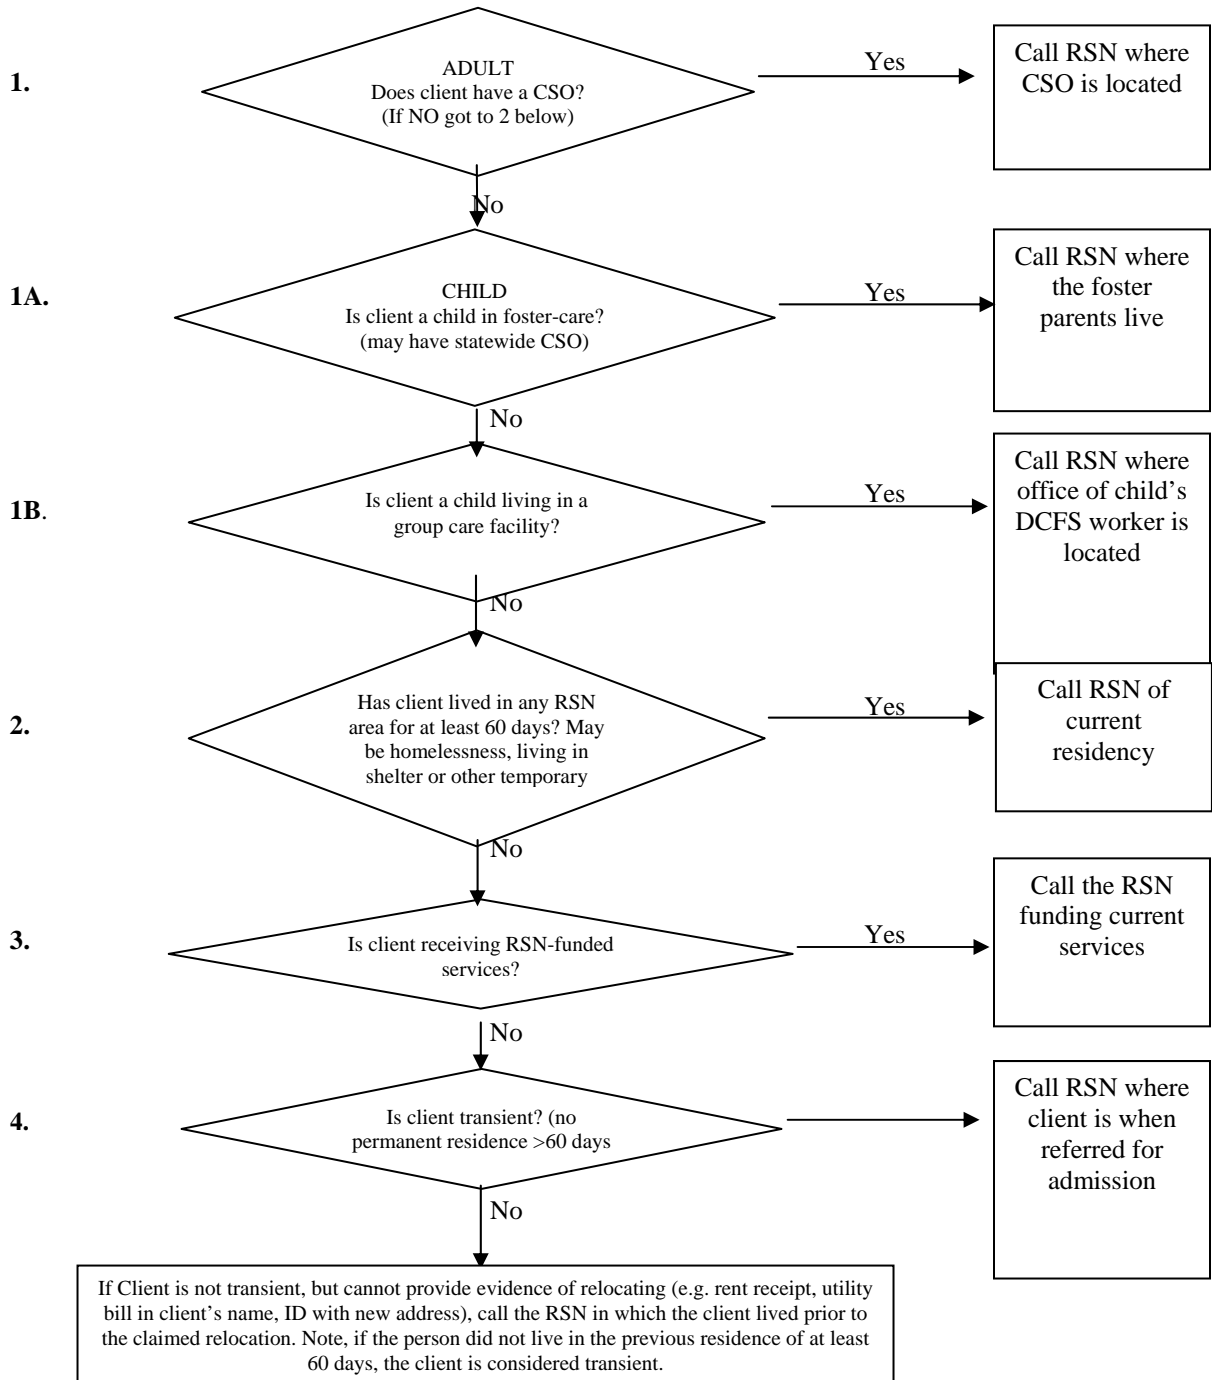 1.
ADULT
Does client have a CSO?
(If NO got to 2 below)
Yes
Call RSN where
CSO is located
No
1A.
CHILD
Is client a child in foster-care?
(may have statewide CSO)
Yes
Call RSN where
the foster
parents live
No
1B.
Is client a child living in a
group care facility?
Yes
Call RSN where
office of child’s
DCFS worker is
located
No
2.
Has client lived in any RSN
area for at least 60 days? May
be homelessness, living in
shelter or other temporary
Yes
Call RSN of
current
residency
No
3.
Is client receiving RSN-funded
services?
Yes
Call the RSN
funding current
services
No
4.
Is client transient? (no
permanent residence >60 days
Call RSN where
client is when
referred for
admission
No
If Client is not transient, but cannot provide evidence of relocating (e.g. rent receipt, utility
bill in client’s name, ID with new address), call the RSN in which the client lived prior to
the claimed relocation. Note, if the person did not live in the previous residence of at least
60 days, the client is considered transient.